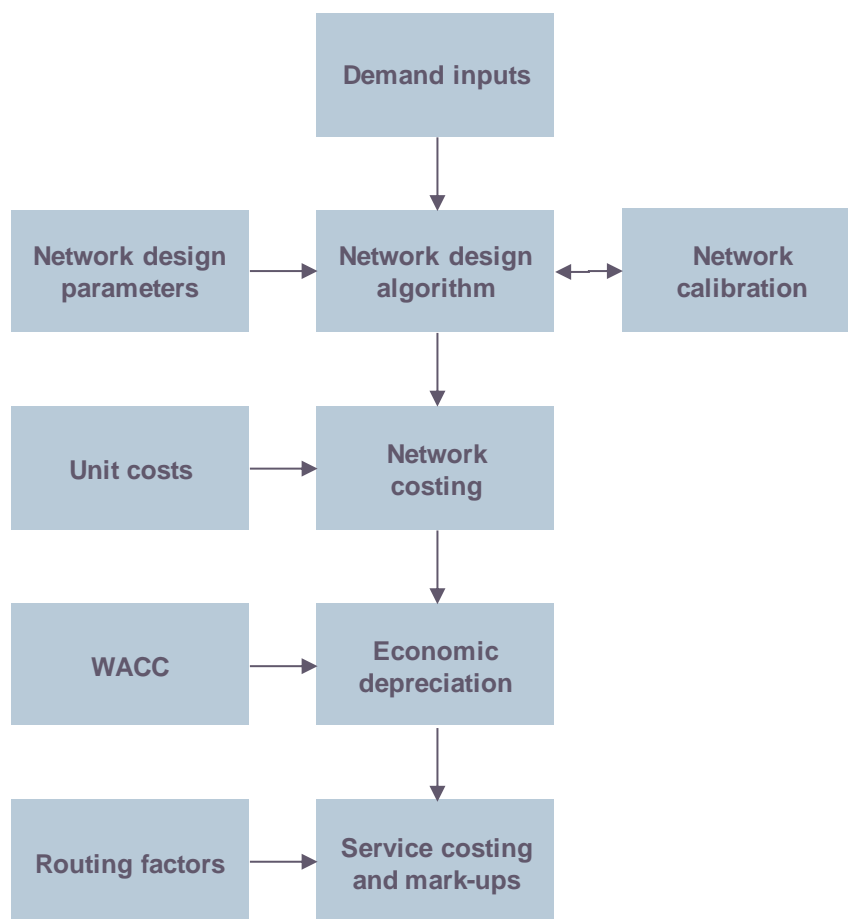 Demand inputs
Network design
parameters
Network design
algorithm
Network
calibration
Unit costs
Network
costing
WACC
Economic
depreciation
Routing factors
Service costing
and mark-ups